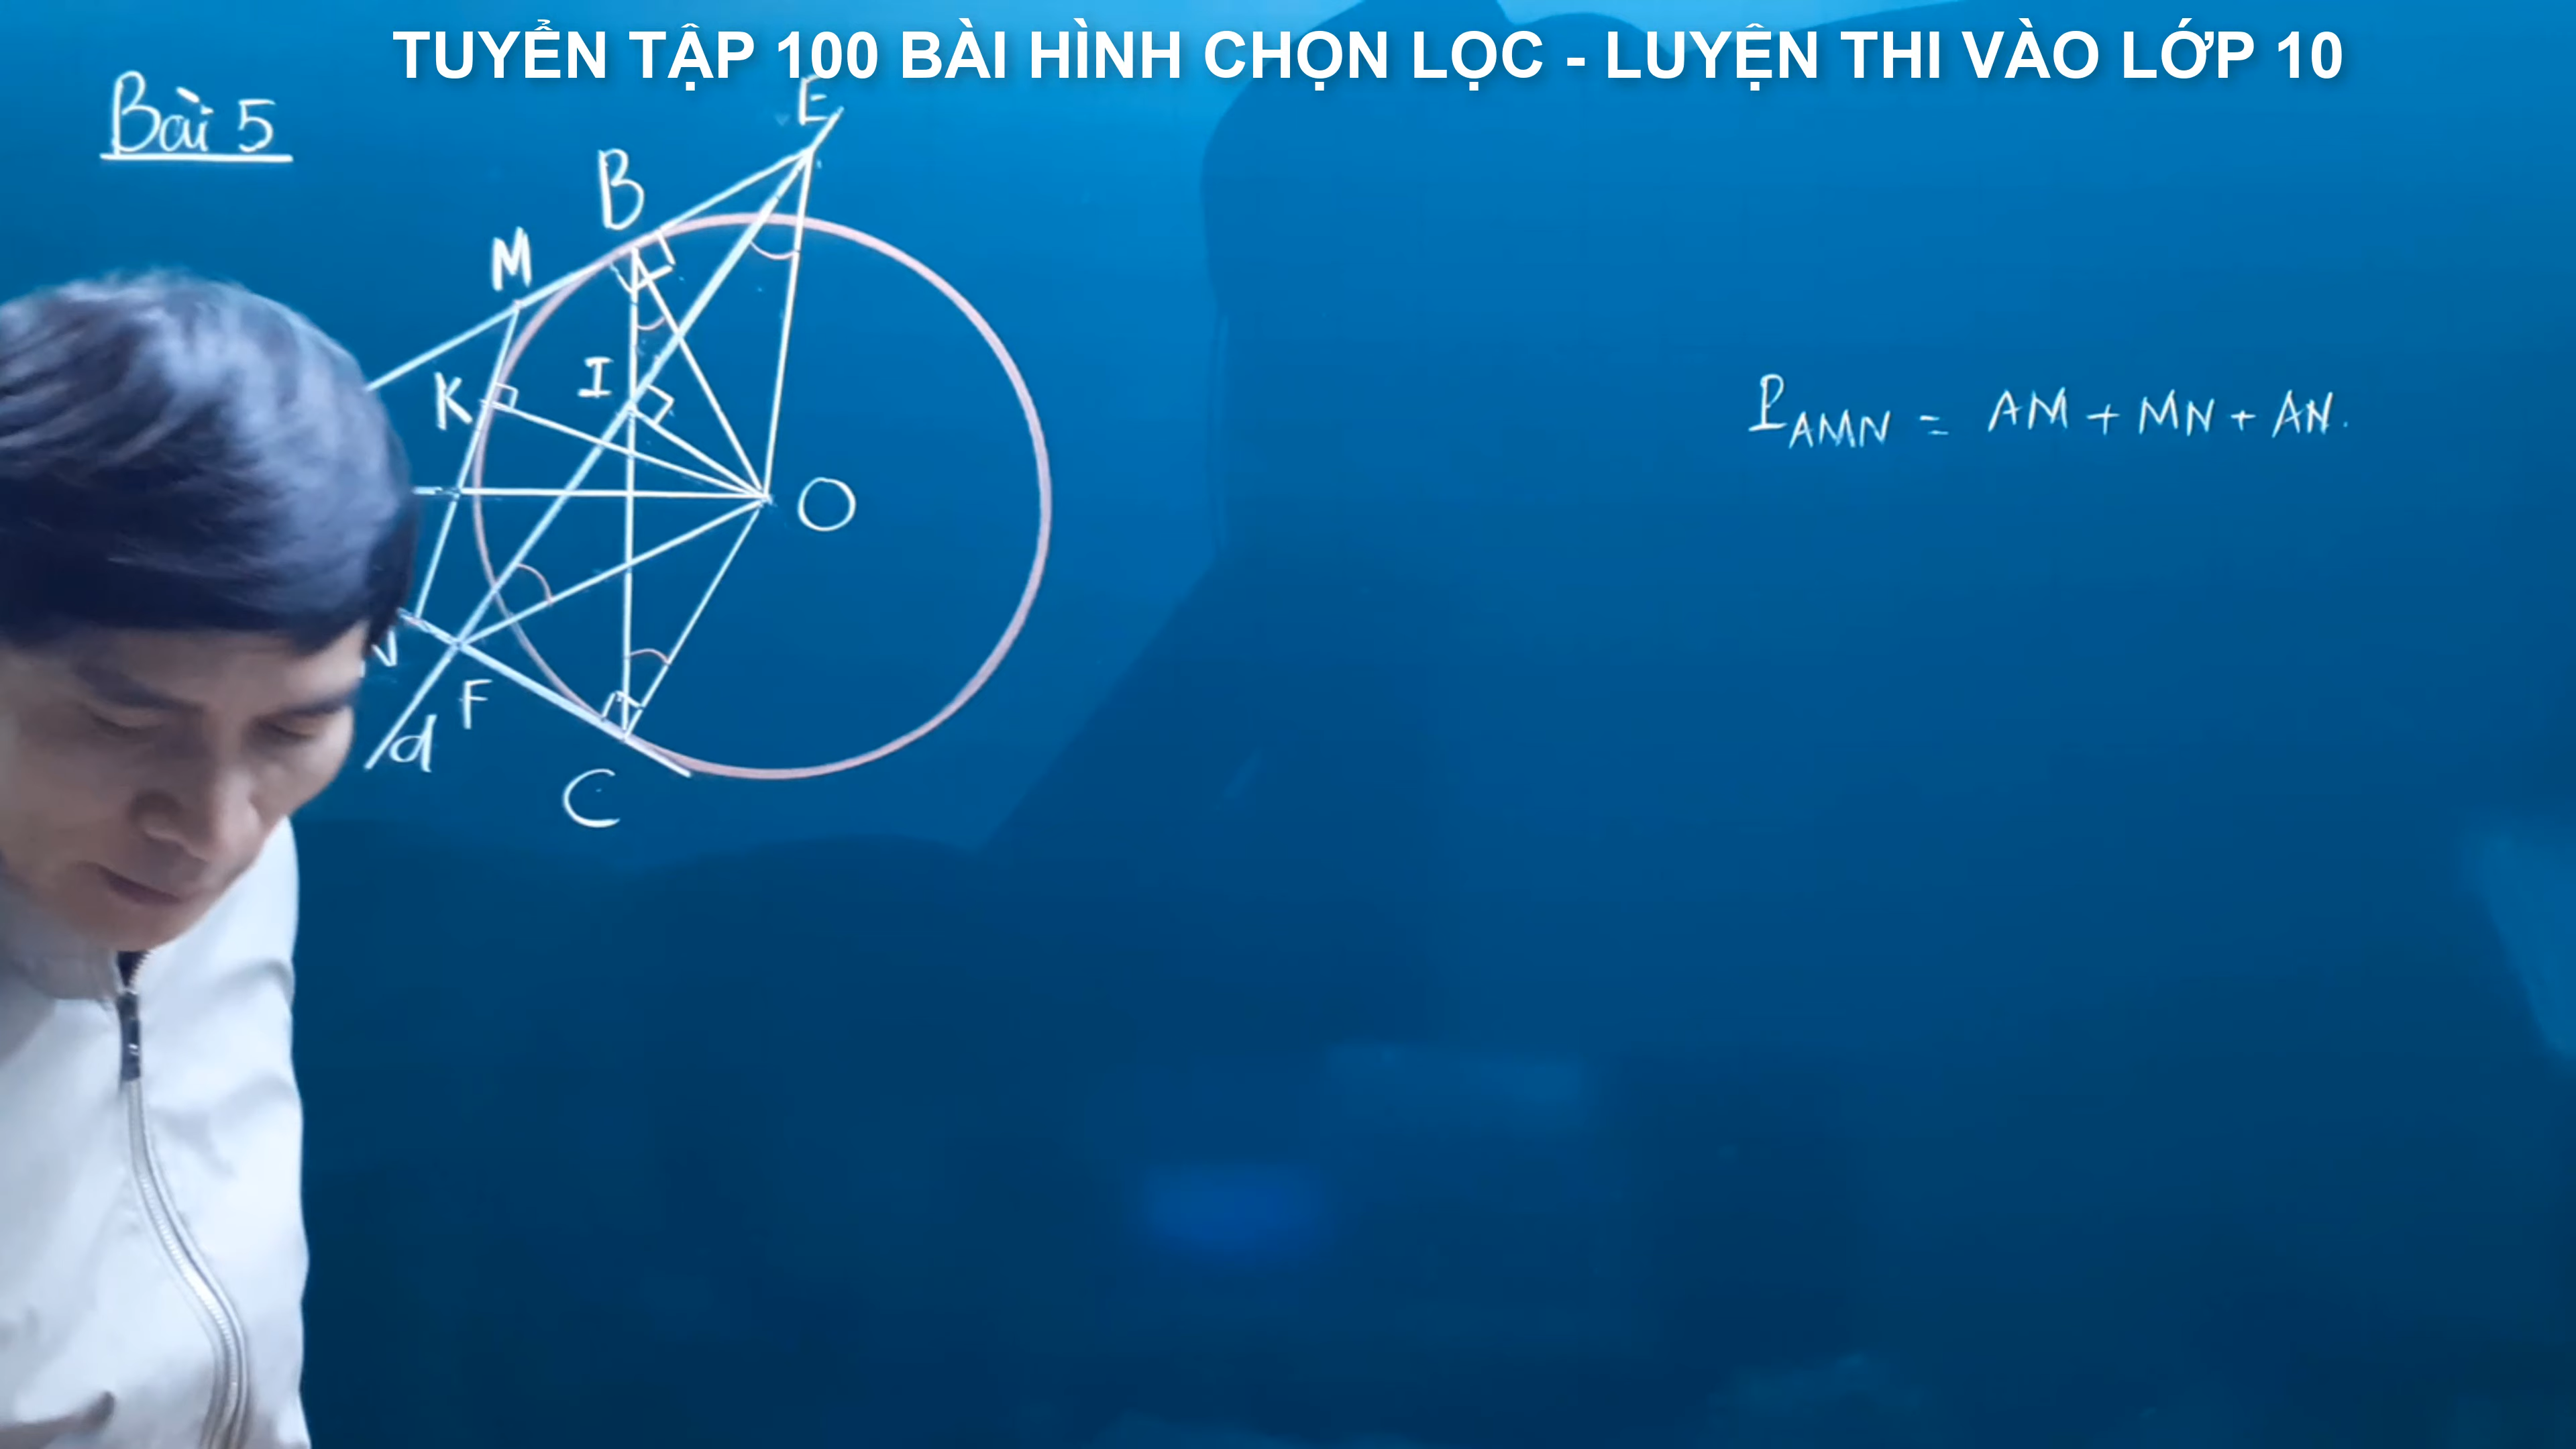 TUYỂN TẬP 100 BÀI HÌNH CHỌN LỌC - LUYỆN THI VÀO LỚP 10
Bài 5
E
B
M
I
K
O
N
F
d
C
P_AMN = AM + MN + AN.